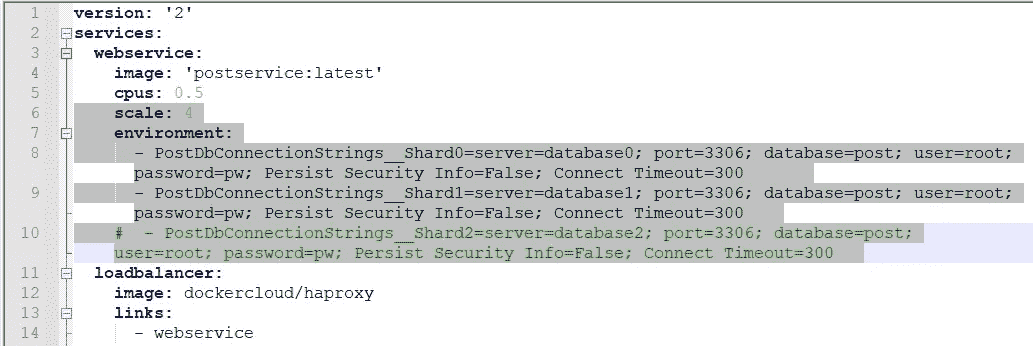 1 version: '2'
2 services:
3 webservice:
4 image: 'postservice:latest'
5 cpus: 0.5
6 scale: 4
7 environment:
8 - PostDbConnectionStrings__Shard0=server=database0; port=3306; database=post; user=root;
password=pw; Persist Security Info=False; Connect Timeout=300
9 - PostDbConnectionStrings__Shard1=server=database1; port=3306; database=post; user=root;
password=pw; Persist Security Info=False; Connect Timeout=300
10 # - PostDbConnectionStrings__Shard2=server=database2; port=3306; database=post;
user=root; password=pw; Persist Security Info=False; Connect Timeout=300
11 loadbalancer:
12 image: dockercloud/haproxy
13 links:
14 - webservice